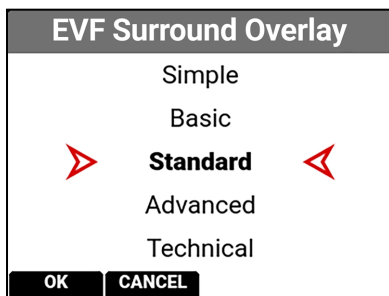 EVF Surround Overlay
Simple
Basic
Standard
Advanced
Technical
OK CANCEL